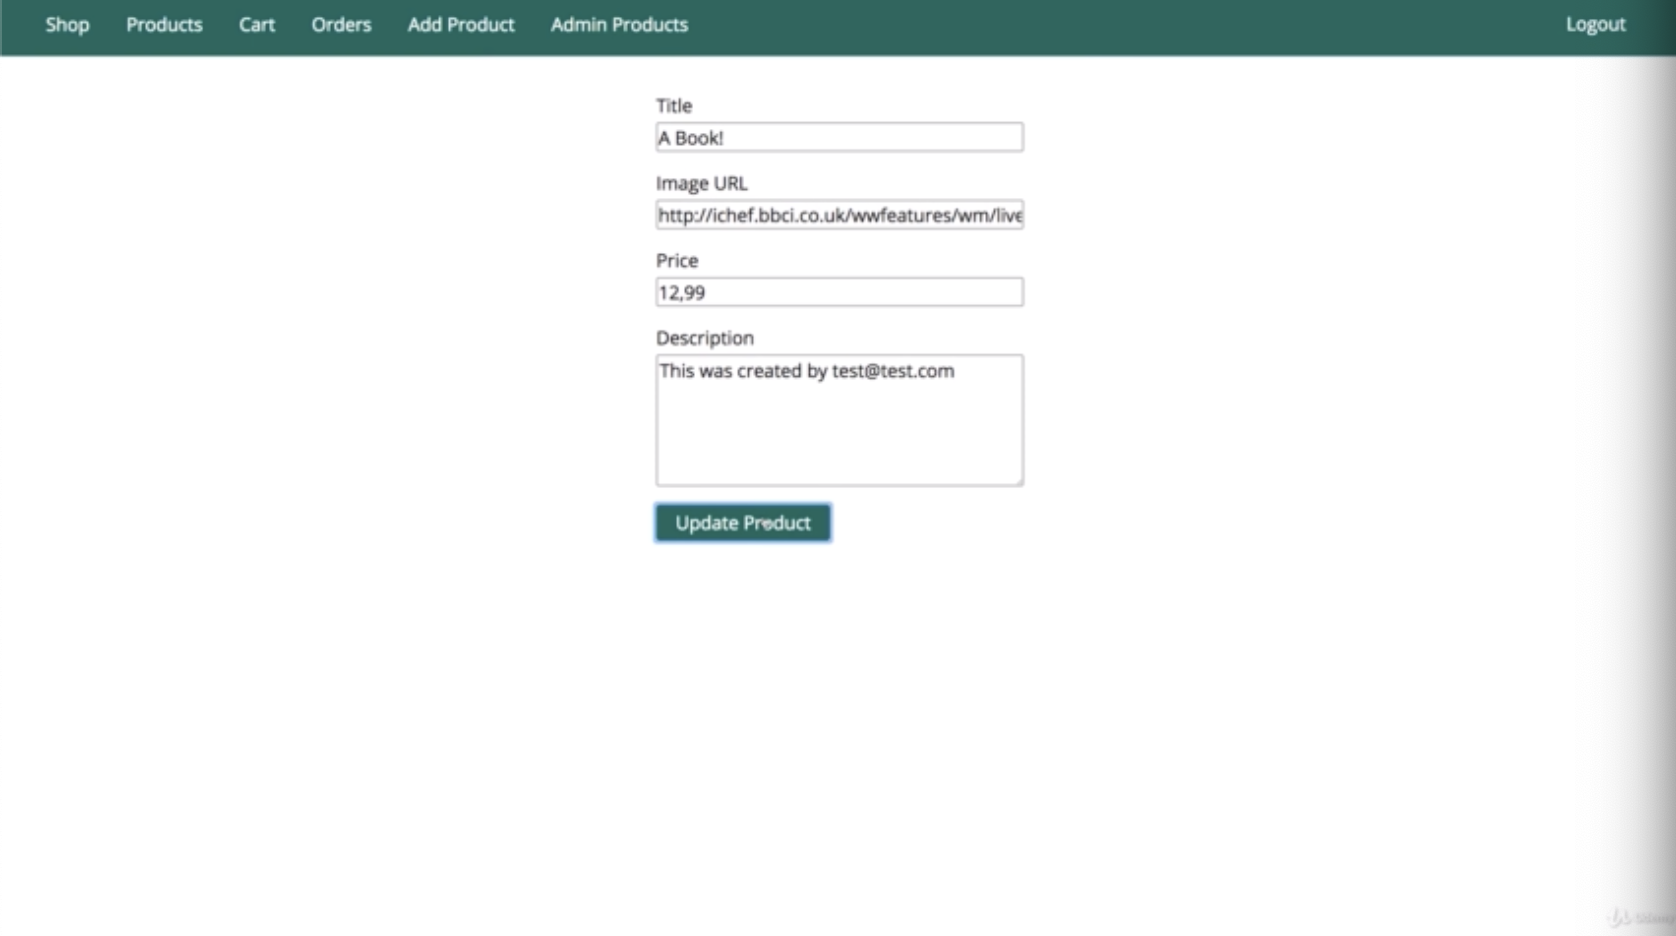 Shop Products Cart Orders Add Product Admin Products Logout
Title
A Book!
Image URL
http://ichef.bbci.co.uk/wwfeatures/wm/live
Price
12,99
Description
This was created by test@test.com
Update Product
Udemy